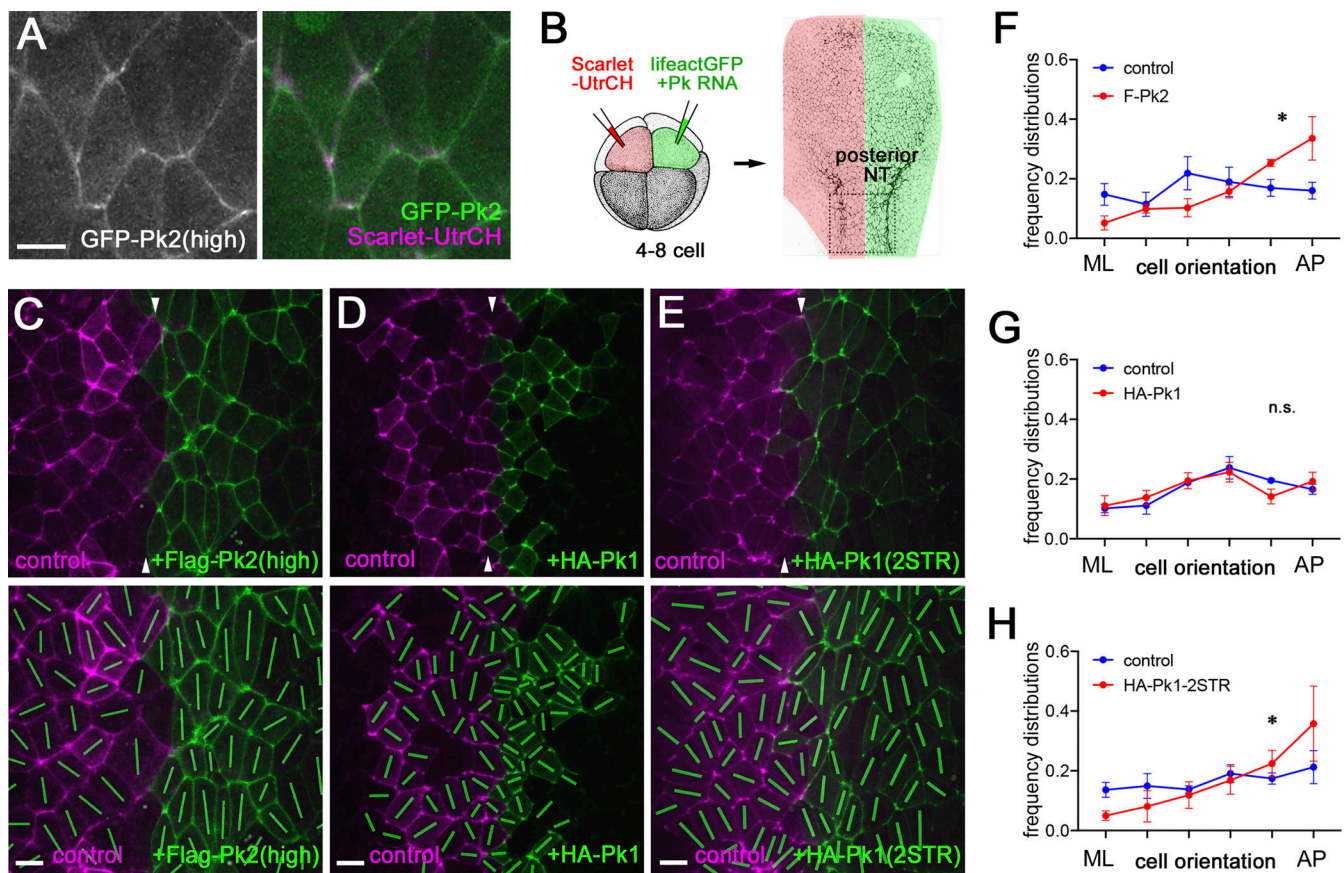 A
GFP-Pk2(high)
GFP-Pk2
Scarlet-UtrCH
B
Scarlet
-UtrCH
lifeactGFP
+Pk RNA
4-8 cell
posterior
NT
C
control
+Flag-Pk2(high)
D
+HA-Pk1
E
control
+HA-Pk1(2STR)
control
+Flag-Pk2(high)
control
+HA-Pk1
control
+HA-Pk1(2STR)
F
control
F-Pk2
frequency distributions
0.6
0.4
0.2
0.0
*
ML
cell orientation
AP
G
control
HA-Pk1
frequency distributions
0.6
0.4
0.2
0.0
n.s.
ML
cell orientation
AP
H
control
HA-Pk1-2STR
frequency distributions
0.6
0.4
0.2
0.0
*
ML
cell orientation
AP